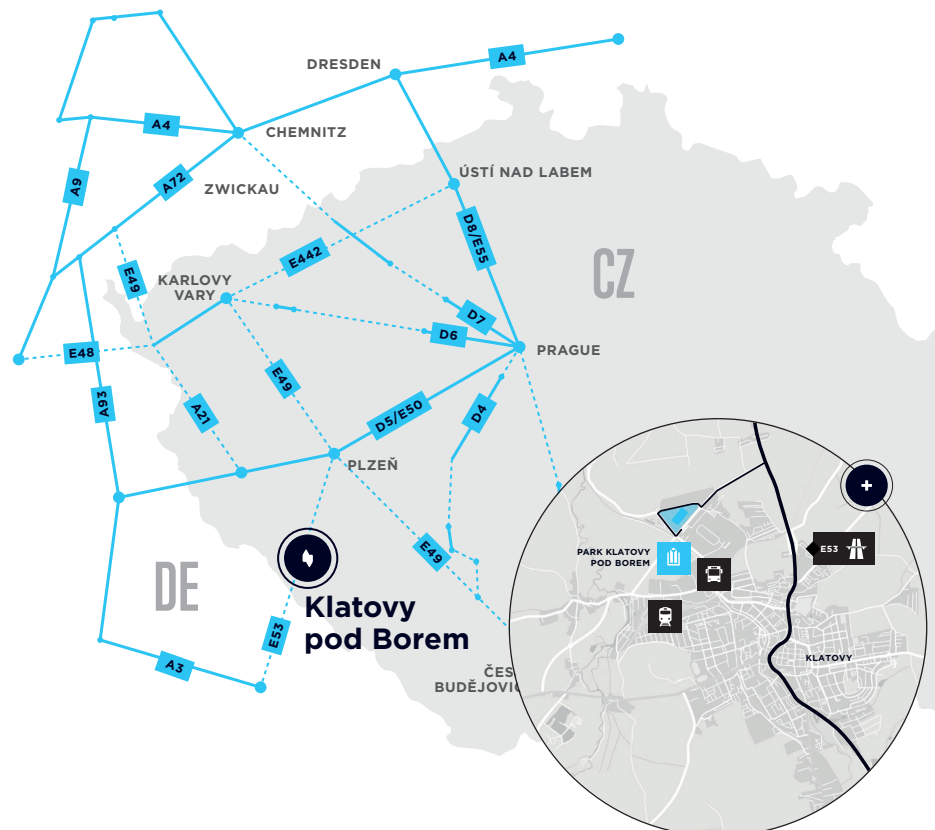 DRESDEN
A4
A4
CHEMNITZ
ÚSTÍ NAD LABEM
A9
A72
ZWICKAU
D8/E55
E442
CZ
E49
KARLOVY
VARY
D7
D6
PRAGUE
E48
E49
A93
A21
D5/E50
D4
PLZEŇ
E49
DE
Klatovy
pod Borem
E53
A3
PARK KLATOVY
POD BOREM
E53
KLATOVY
ČES
BUDĚJOVIC